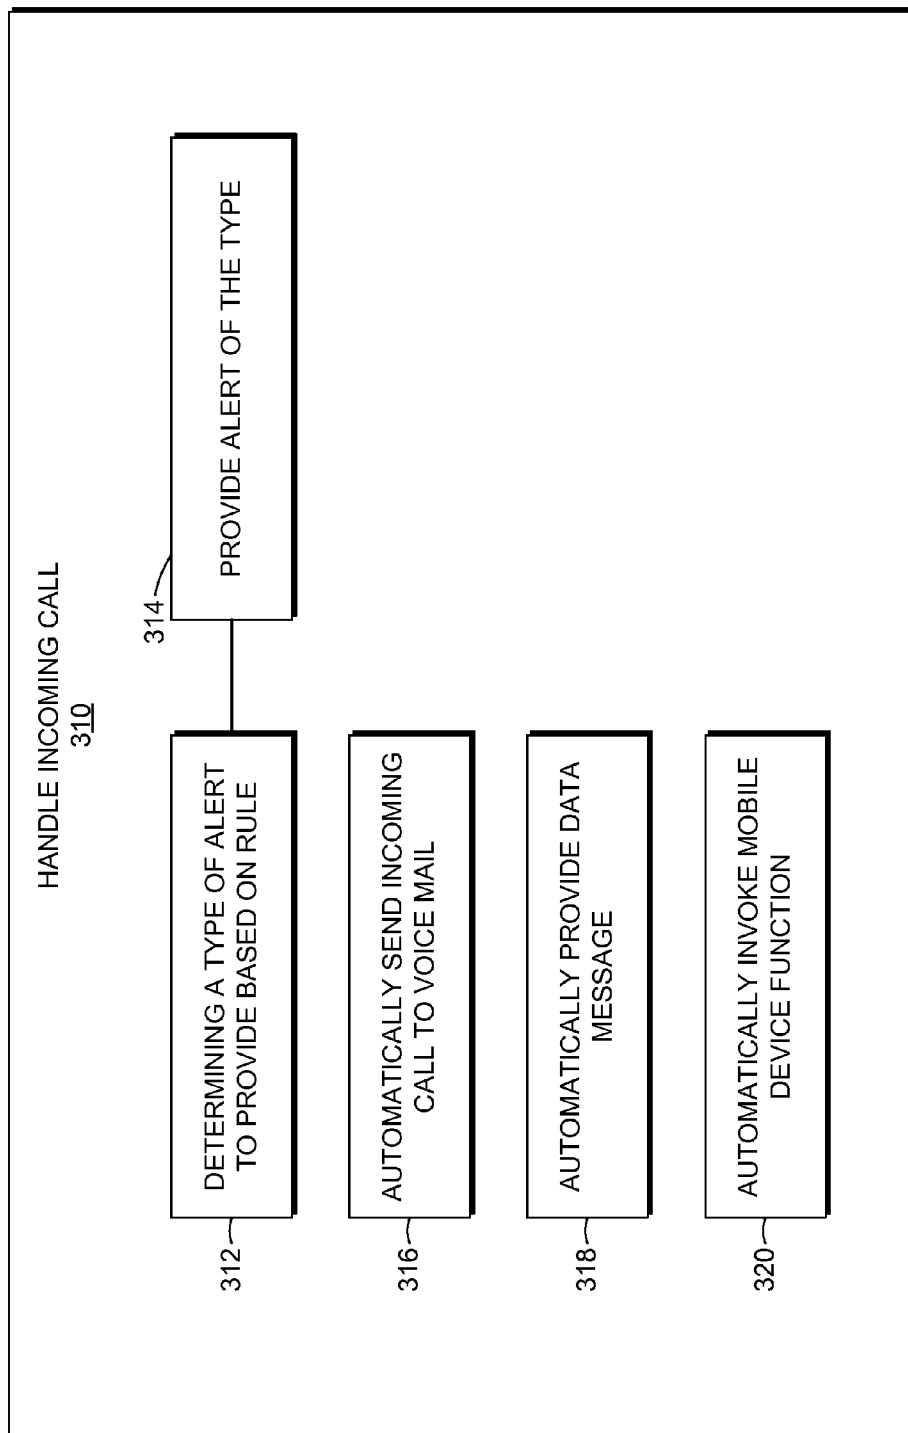 HANDLE INCOMING CALL
310
312
DETERMINING A TYPE OF ALERT
TO PROVIDE BASED ON RULE
314
PROVIDE ALERT OF THE TYPE
316
AUTOMATICALLY SEND INCOMING
CALL TO VOICE MAIL
318
AUTOMATICALLY PROVIDE DATA
MESSAGE
320
AUTOMATICALLY INVOKE MOBILE
DEVICE FUNCTION